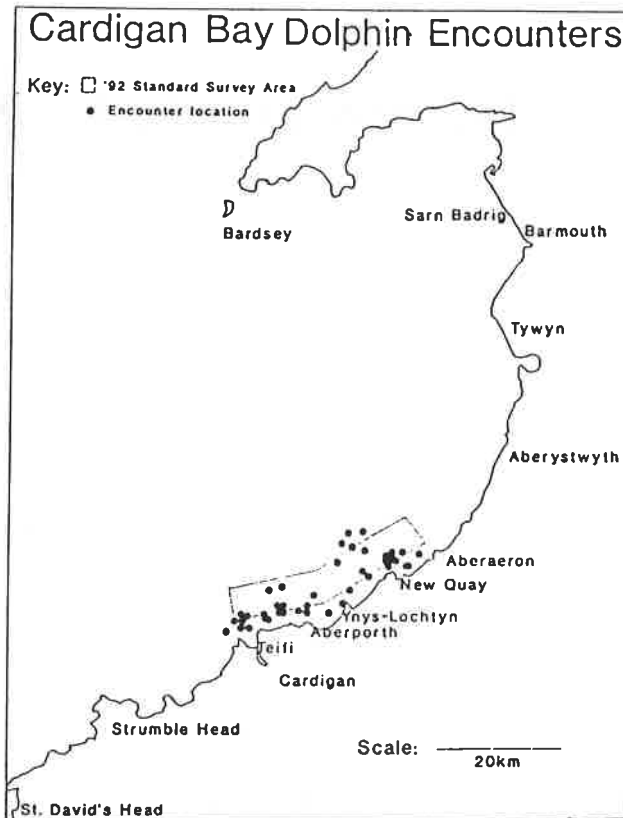 Cardigan Bay Dolphin Encounters
Key: '92 Standard Survey Area
Encounter location
Bardsey
Sarn Badrig
Barmouth
Tywyn
Aberystwyth
Aberaeron
New Quay
Ynys-Lochtyn
Aberporth
Teifi
Cardigan
Strumble Head
Scale:
20km
St. David's Head